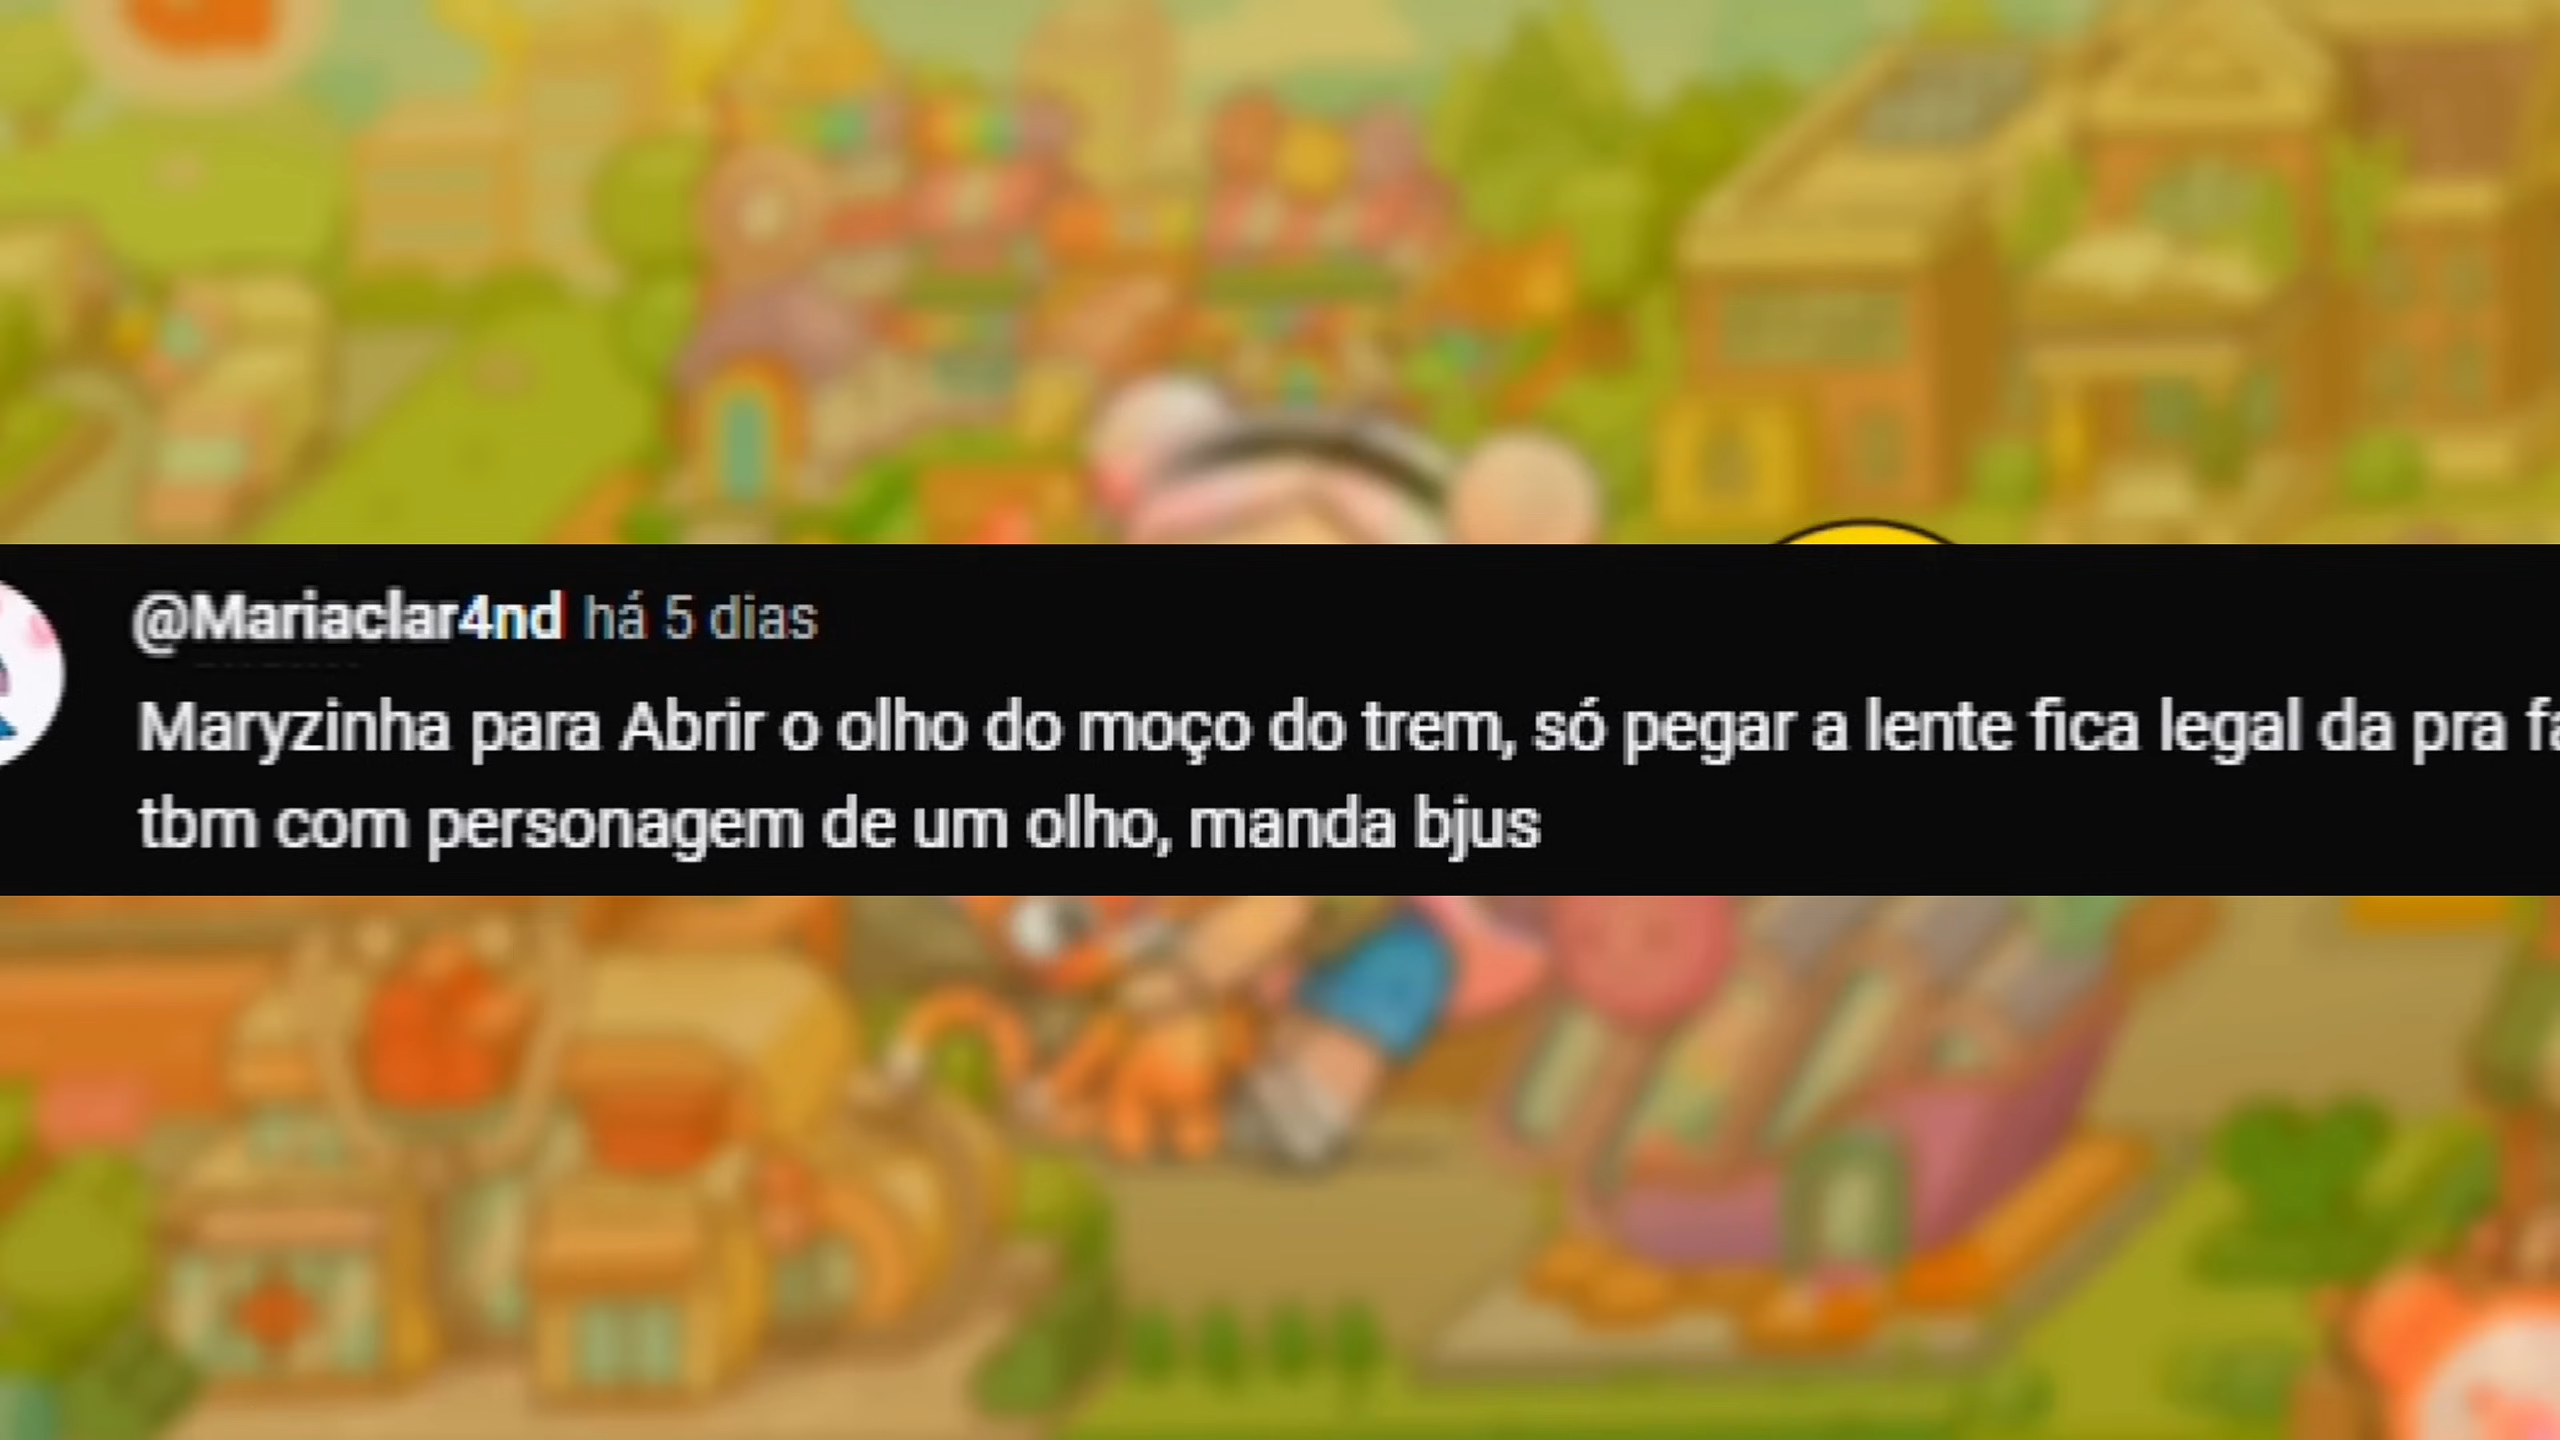 @Mariaclar4nd há 5 dias
Maryzinha para Abrir o olho do moço do trem, só pegar a lente fica legal da pra
tbm com personagem de um olho, manda bjus